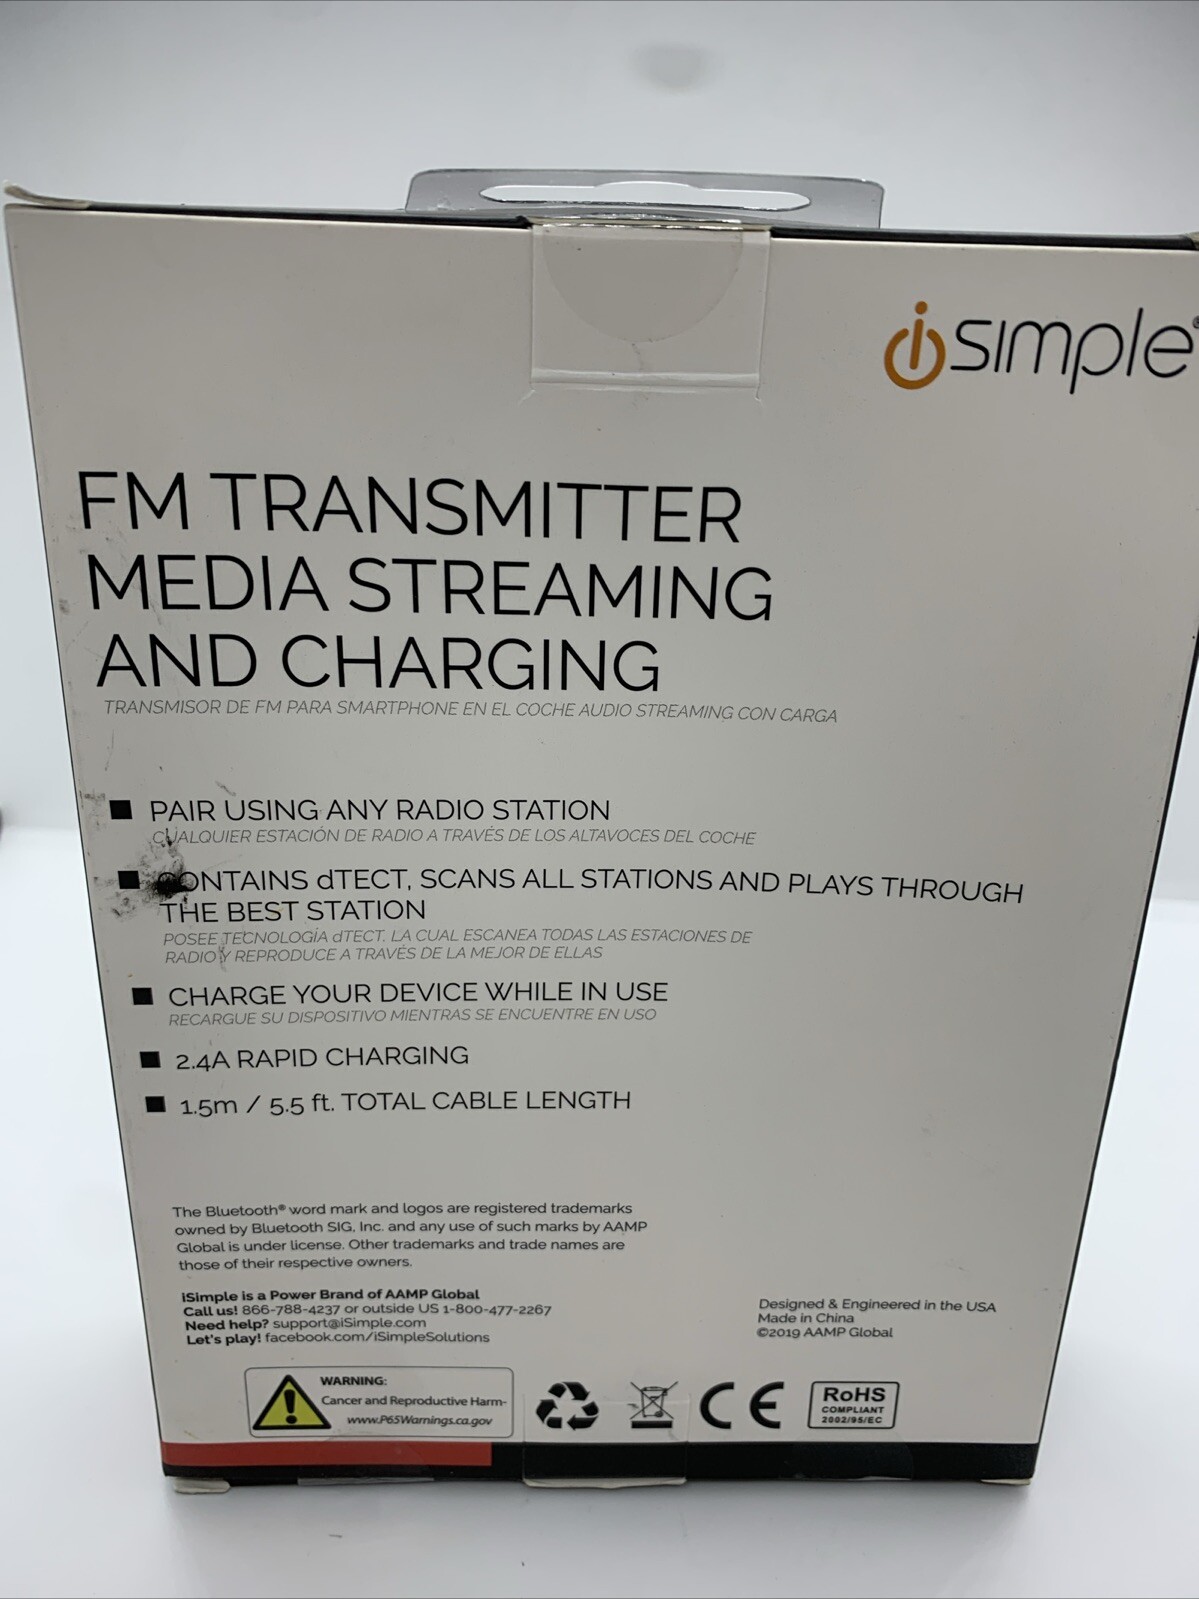 isimple®
FM TRANSMITTER
MEDIA STREAMING
AND CHARGING
TRANSMISOR DE FM PARA SMARTPHONE EN EL COCHE AUDIO STREAMING CON CARGA
■ PAIR USING ANY RADIO STATION
CUALQUIER ESTACIÓN DE RADIO A TRAVÉS DE LOS ALTAVOCES DEL COCHE
■ CONTAINS dTECT, SCANS ALL STATIONS AND PLAYS THROUGH
THE BEST STATION
POSEE TECNOLOGÍA dTECT. LA CUAL ESCANEA TODAS LAS ESTACIONES DE
RADIO Y REPRODUCE A TRAVÉS DE LA MEJOR DE ELLAS
■ CHARGE YOUR DEVICE WHILE IN USE
RECARGUE SU DISPOSITIVO MIENTRAS SE ENCUENTRE EN USO
■ 2.4A RAPID CHARGING
■ 1.5m / 5.5 ft. TOTAL CABLE LENGTH
The Bluetooth® word mark and logos are registered trademarks
owned by Bluetooth SIG, Inc. and any use of such marks by AAMP
Global is under license. Other trademarks and trade names are
those of their respective owners.
iSimple is a Power Brand of AAMP Global
Call us! 866-788-4237 or outside US 1-800-477-2267
Need help? support@iSimple.com
Let's play! facebook.com/iSimpleSolutions
Designed & Engineered in the USA
Made in China
©2019 AAMP Global
WARNING:
Cancer and Reproductive Harm-
www.P65Warnings.ca.gov
CE
RoHS
COMPLIANT
2002/95/EC